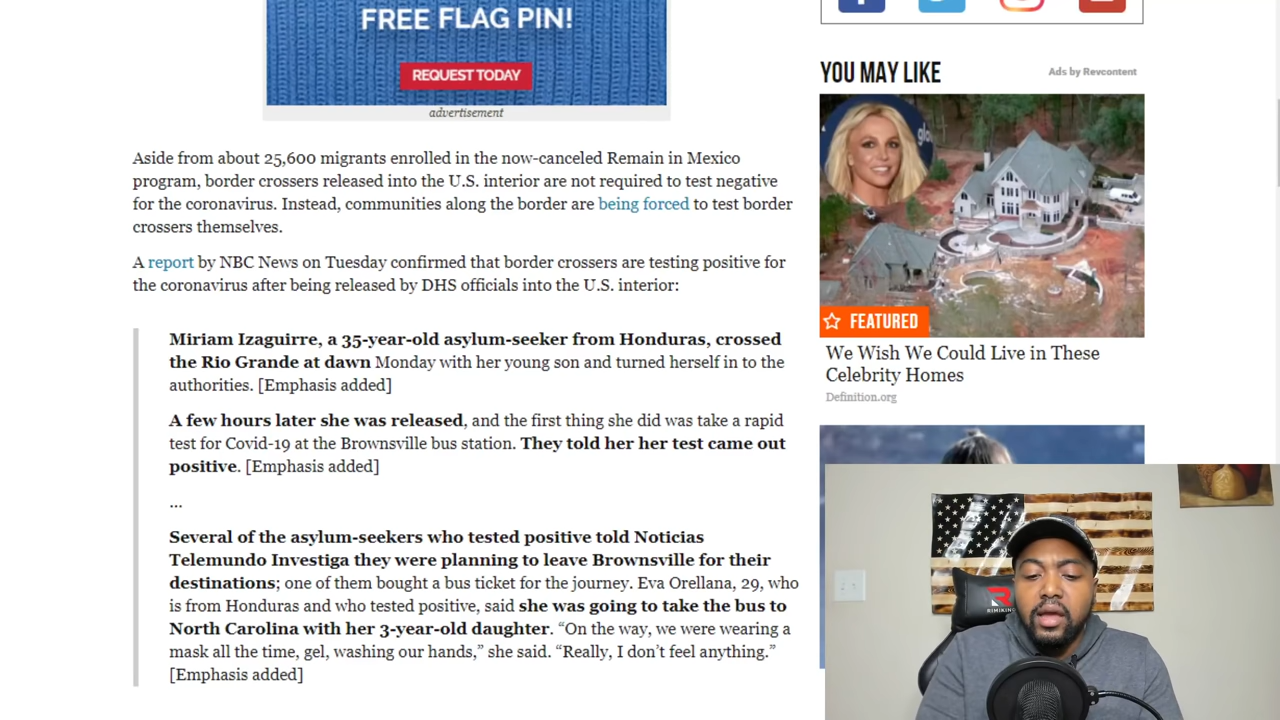 FREE FLAG PIN!
REQUEST TODAY
advertisement
Aside from about 25,600 migrants enrolled in the now-canceled Remain in Mexico
program, border crossers released into the U.S. interior are not required to test negative
for the coronavirus. Instead, communities along the border are being forced to test border
crossers themselves.
A report by NBC News on Tuesday confirmed that border crossers are testing positive for
the coronavirus after being released by DHS officials into the U.S. interior:
Miriam Izaguirre, a 35-year-old asylum-seeker from Honduras, crossed
the Rio Grande at dawn Monday with her young son and turned herself in to the
authorities. [Emphasis added]
A few hours later she was released, and the first thing she did was take a rapid
test for Covid-19 at the Brownsville bus station. They told her her test came out
positive. [Emphasis added]
...
Several of the asylum-seekers who tested positive told Noticias
Telemundo Investiga they were planning to leave Brownsville for their
destinations; one of them bought a bus ticket for the journey. Eva Orellana, 29, who
is from Honduras and who tested positive, said she was going to take the bus to
North Carolina with her 3-year-old daughter. “On the way, we were wearing a
mask all the time, gel, washing our hands,” she said. “Really, I don’t feel anything.”
[Emphasis added]
YOU MAY LIKE
Ads by Revcontent
FEATURED
We Wish We Could Live in These
Celebrity Homes
Definition.org